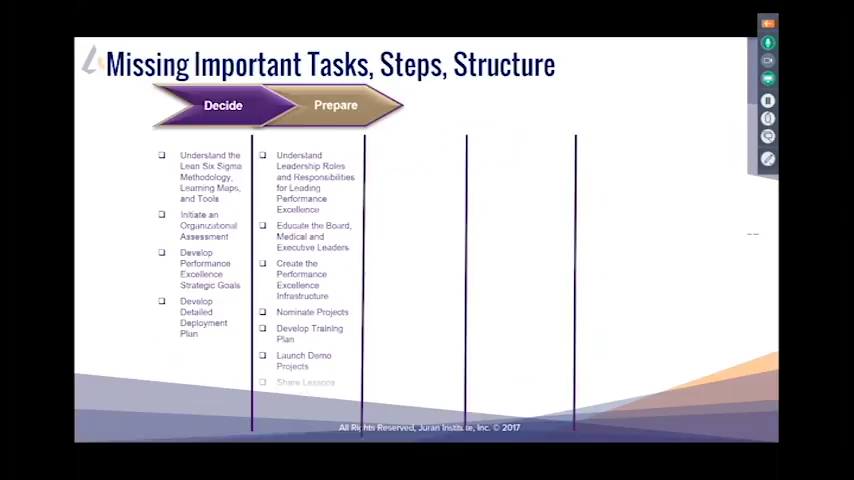 Missing Important Tasks, Steps, Structure
Decide
Prepare
Understand the
Lean Six Sigma
Methodology,
Learning Maps,
and Tools
Initiate an
Organizational
Assessment
Develop
Performance
Excellence
Strategic Goals
Develop
Detailed
Deployment
Plan
Understand
Leadership Roles
and Responsibilities
for Leading
Performance
Excellence
Educate the Board,
Medical and
Executive Leaders
Create the
Performance
Excellence
Infrastructure
Nominate Projects
Develop Training
Plan
Launch Demo
Projects
Share Lessons
All Rights Reserved, Juran Institute, Inc. © 2017